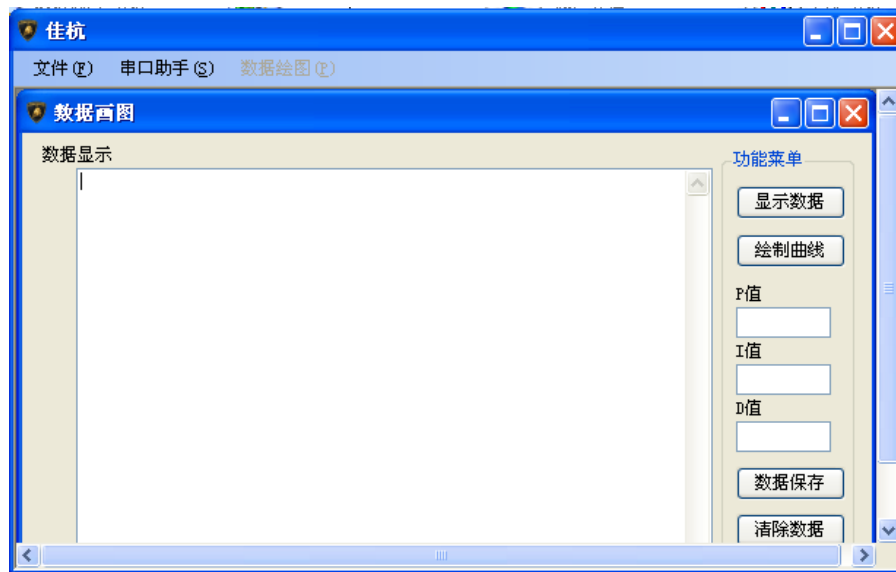 佳杭
文件(F) 串口助手(S) 数据绘图(P)
数据画图
数据显示
功能菜单
显示数据
绘制曲线
P值
I值
D值
数据保存
清除数据